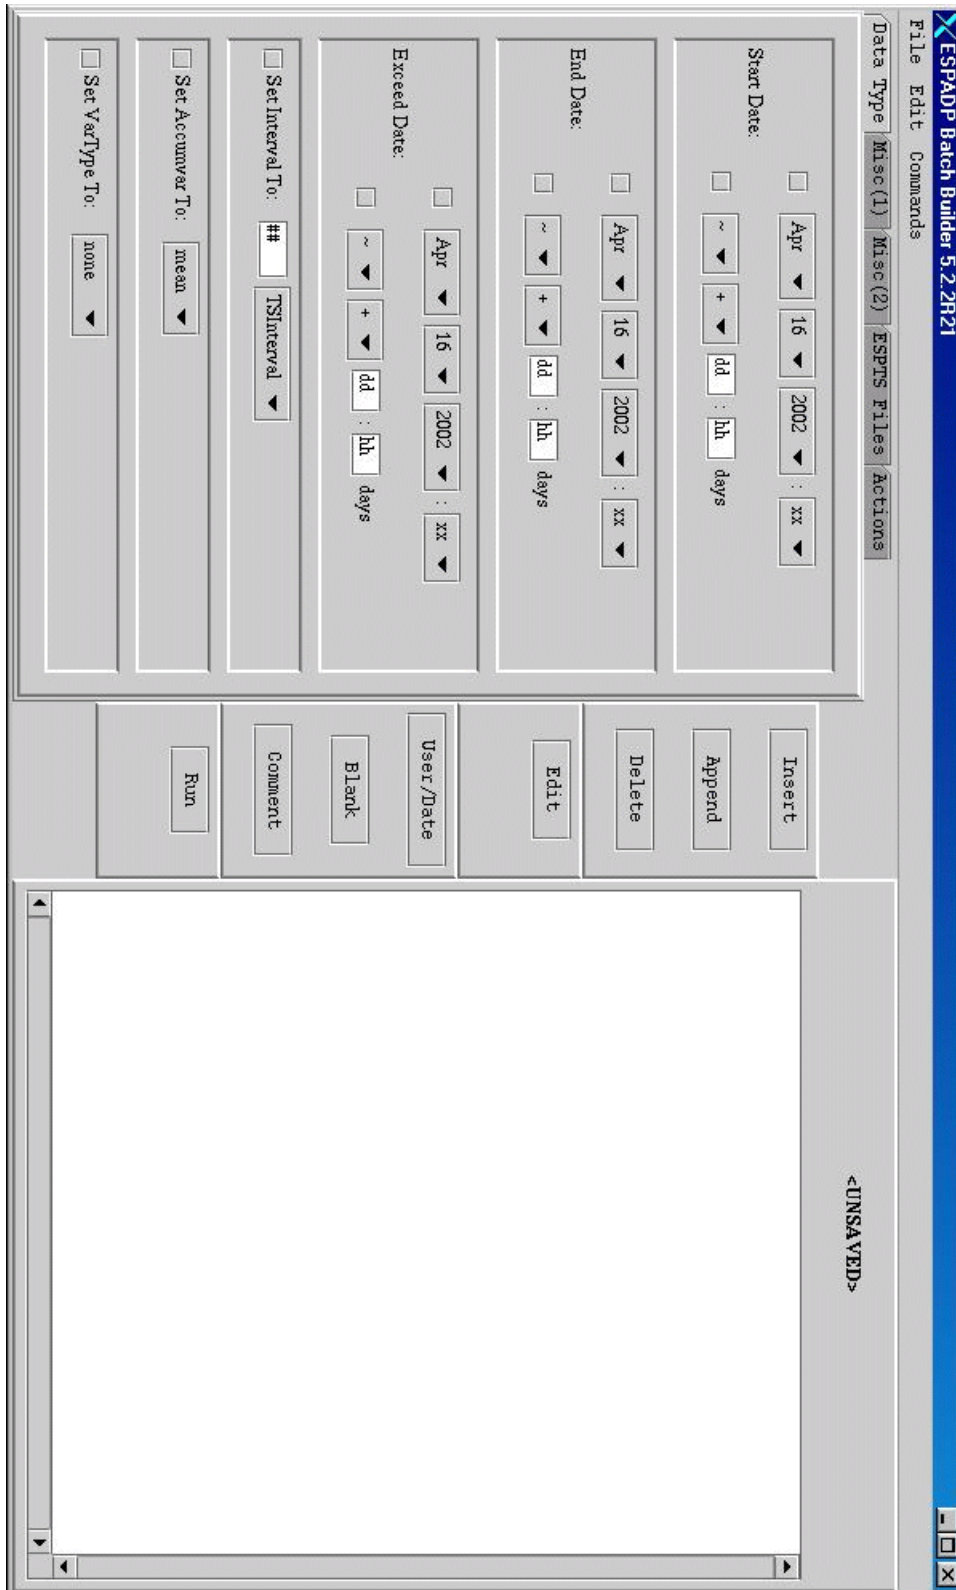 ESPADP Batch Builder 5.2.2R21
File Edit Commands
Data Type Misc(1) Misc(2) ESPTS Files Actions
<UNSAVED>
Start Date:
Apr 16 2002 : xx
~ + dd : hh days
End Date:
Apr 16 2002 : xx
~ + dd : hh days
Exceed Date:
Apr 16 2002 : xx
~ + dd : hh days
Set Interval To: ## TSInterval
Set Accumvar To: mean
Set VarType To: none
Insert
Append
Delete
Edit
User/Date
Blank
Comment
Run